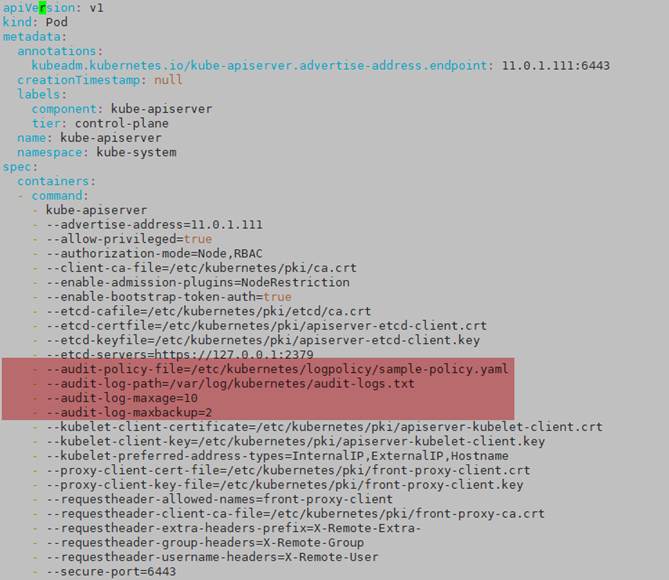 apiVersion: v1
kind: Pod
metadata:
  annotations:
    kubeadm.kubernetes.io/kube-apiserver.advertise-address.endpoint: 11.0.1.111:6443
  creationTimestamp: null
  labels:
    component: kube-apiserver
    tier: control-plane
  name: kube-apiserver
  namespace: kube-system
spec:
  containers:
  - command:
    - kube-apiserver
    - --advertise-address=11.0.1.111
    - --allow-privileged=true
    - --authorization-mode=Node,RBAC
    - --client-ca-file=/etc/kubernetes/pki/ca.crt
    - --enable-admission-plugins=NodeRestriction
    - --enable-bootstrap-token-auth=true
    - --etcd-cafile=/etc/kubernetes/pki/etcd/ca.crt
    - --etcd-certfile=/etc/kubernetes/pki/apiserver-etcd-client.crt
    - --etcd-keyfile=/etc/kubernetes/pki/apiserver-etcd-client.key
    - --etcd-servers=https://127.0.0.1:2379
    - --audit-policy-file=/etc/kubernetes/logpolicy/sample-policy.yaml
    - --audit-log-path=/var/log/kubernetes/audit-logs.txt
    - --audit-log-maxage=10
    - --audit-log-maxbackup=2
    - --kubelet-client-certificate=/etc/kubernetes/pki/apiserver-kubelet-client.crt
    - --kubelet-client-key=/etc/kubernetes/pki/apiserver-kubelet-client.key
    - --kubelet-preferred-address-types=InternalIP,ExternalIP,Hostname
    - --proxy-client-cert-file=/etc/kubernetes/pki/front-proxy-client.crt
    - --proxy-client-key-file=/etc/kubernetes/pki/front-proxy-client.key
    - --requestheader-allowed-names=front-proxy-client
    - --requestheader-client-ca-file=/etc/kubernetes/pki/front-proxy-ca.crt
    - --requestheader-extra-headers-prefix=X-Remote-Extra-
    - --requestheader-group-headers=X-Remote-Group
    - --requestheader-username-headers=X-Remote-User
    - --secure-port=6443